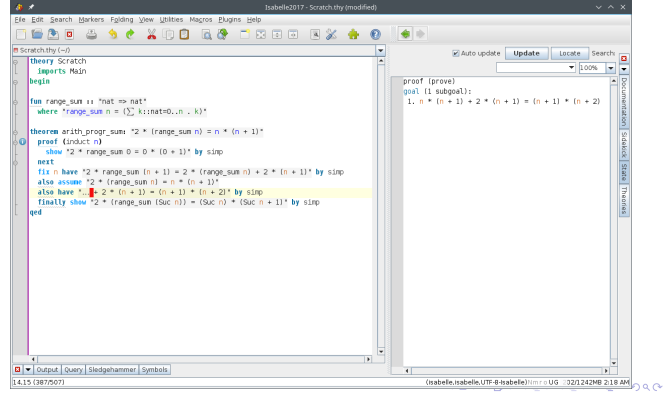 Isabelle2017 - Scratch.thy (modified)
File Edit Search Markers Folding View Utilities Macros Plugins Help
Scratch.thy (~/)
theory Scratch
imports Main
begin
fun range_sum :: "nat => nat"
where "range_sum n = (∑ k::nat=0..n . k)"
theorem arith_progr_sum: "2 * (range_sum n) = n * (n + 1)"
proof (induct n)
show "2 * range_sum 0 = 0 * (0 + 1)" by simp
next
fix n have "2 * range_sum (n + 1) = 2 * (range_sum n) + 2 * (n + 1)" by simp
also assume "2 * (range_sum n) = n * (n + 1)"
also have "... + 2 * (n + 1) = (n + 1) * (n + 2)" by simp
finally show "2 * (range_sum (Suc n)) = (Suc n) * (Suc n + 1)" by simp
qed
Auto update Update Locate Search:
100%
proof (prove)
goal (1 subgoal):
1. n * (n + 1) + 2 * (n + 1) = (n + 1) * (n + 2)
Documentation
Sidekick
State
Theories
Output Query Sledgehammer Symbols
14,15 (387/507)
(isabelle,isabelle,UTF-8-Isabelle) UG 202/1242MB 2:18 AM